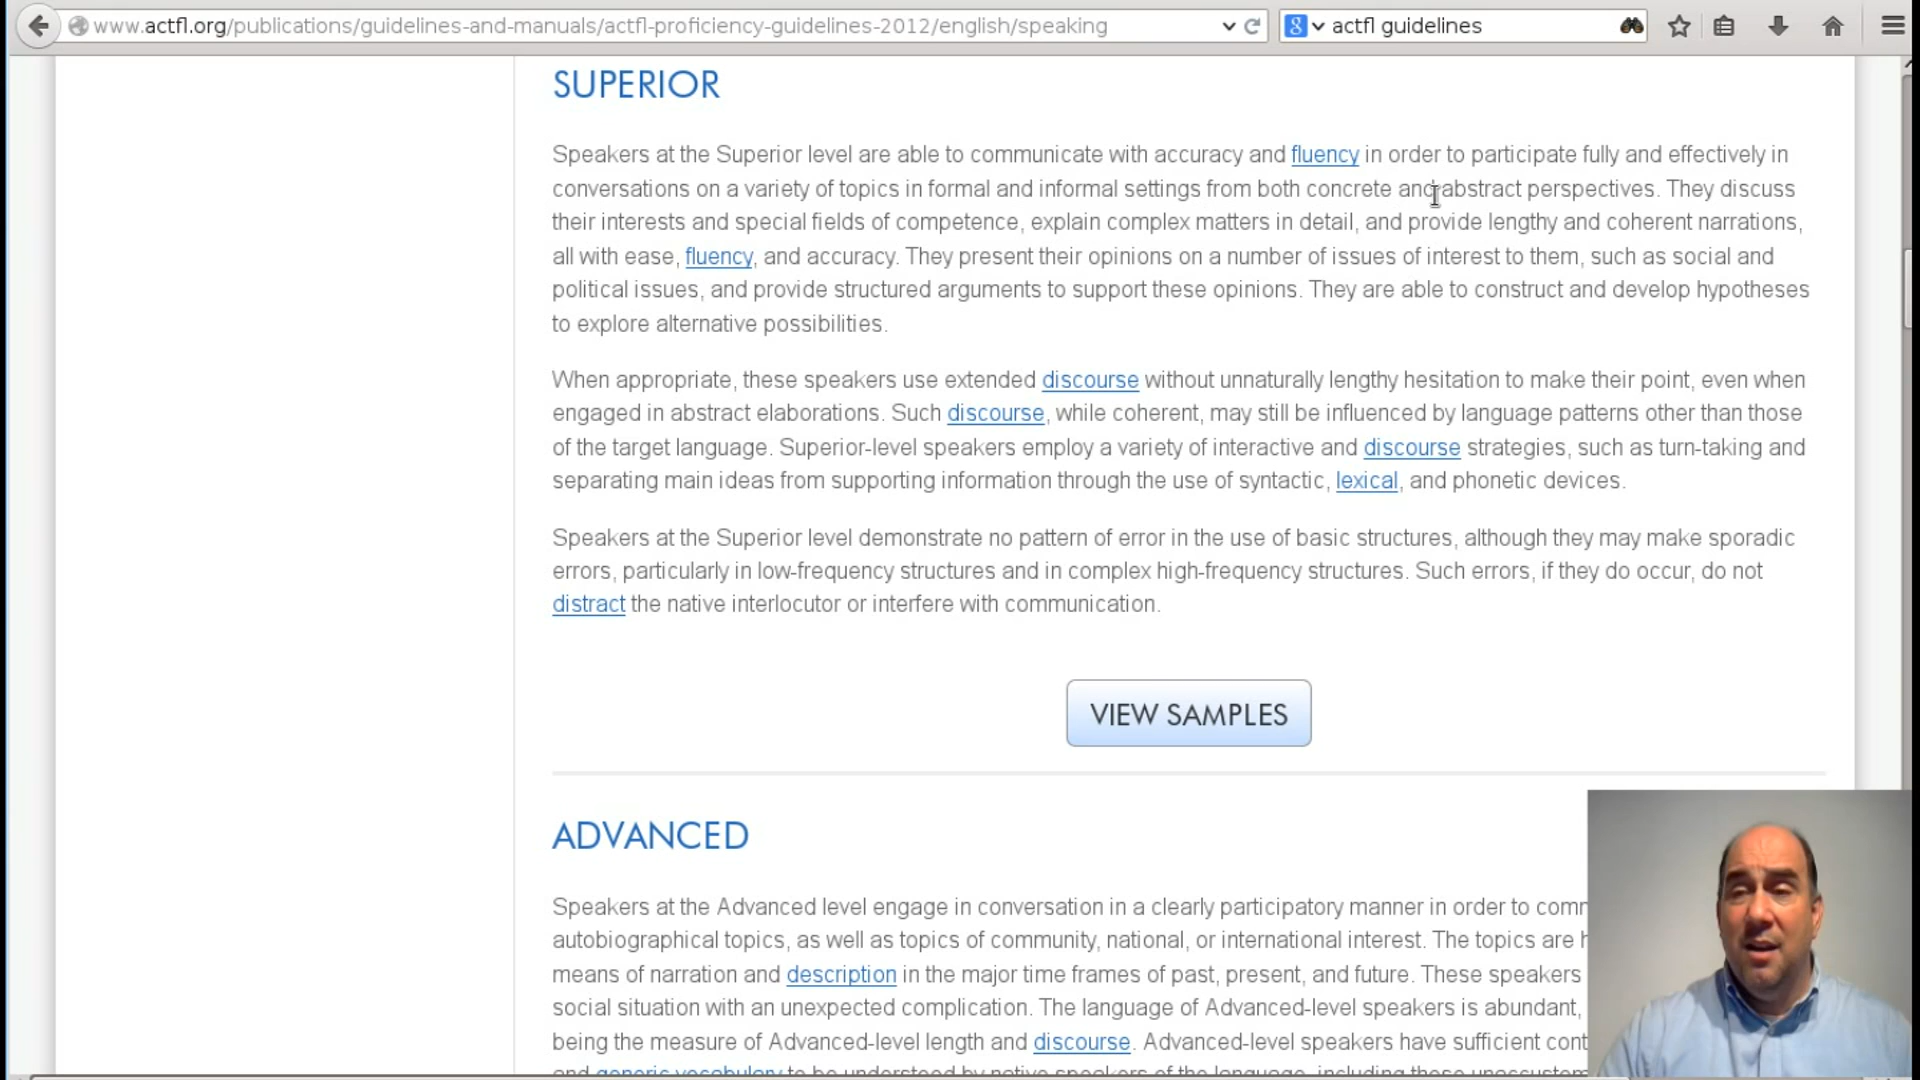 www.actfl.org/publications/guidelines-and-manuals/actfl-proficiency-guidelines-2012/english/speaking
actfl guidelines
SUPERIOR
Speakers at the Superior level are able to communicate with accuracy and fluency in order to participate fully and effectively in
conversations on a variety of topics in formal and informal settings from both concrete and abstract perspectives. They discuss
their interests and special fields of competence, explain complex matters in detail, and provide lengthy and coherent narrations,
all with ease, fluency, and accuracy. They present their opinions on a number of issues of interest to them, such as social and
political issues, and provide structured arguments to support these opinions. They are able to construct and develop hypotheses
to explore alternative possibilities.
When appropriate, these speakers use extended discourse without unnaturally lengthy hesitation to make their point, even when
engaged in abstract elaborations. Such discourse, while coherent, may still be influenced by language patterns other than those
of the target language. Superior-level speakers employ a variety of interactive and discourse strategies, such as turn-taking and
separating main ideas from supporting information through the use of syntactic, lexical, and phonetic devices.
Speakers at the Superior level demonstrate no pattern of error in the use of basic structures, although they may make sporadic
errors, particularly in low-frequency structures and in complex high-frequency structures. Such errors, if they do occur, do not
distract the native interlocutor or interfere with communication.
VIEW SAMPLES
ADVANCED
Speakers at the Advanced level engage in conversation in a clearly participatory manner in order to
autobiographical topics, as well as topics of community, national, or international interest. The topics are
means of narration and description in the major time frames of past, present, and future. These speakers
social situation with an unexpected complication. The language of Advanced-level speakers is abundant,
being the measure of Advanced-level length and discourse. Advanced-level speakers have sufficient
and generic vocabulary to be understood by native speakers of the language, including those